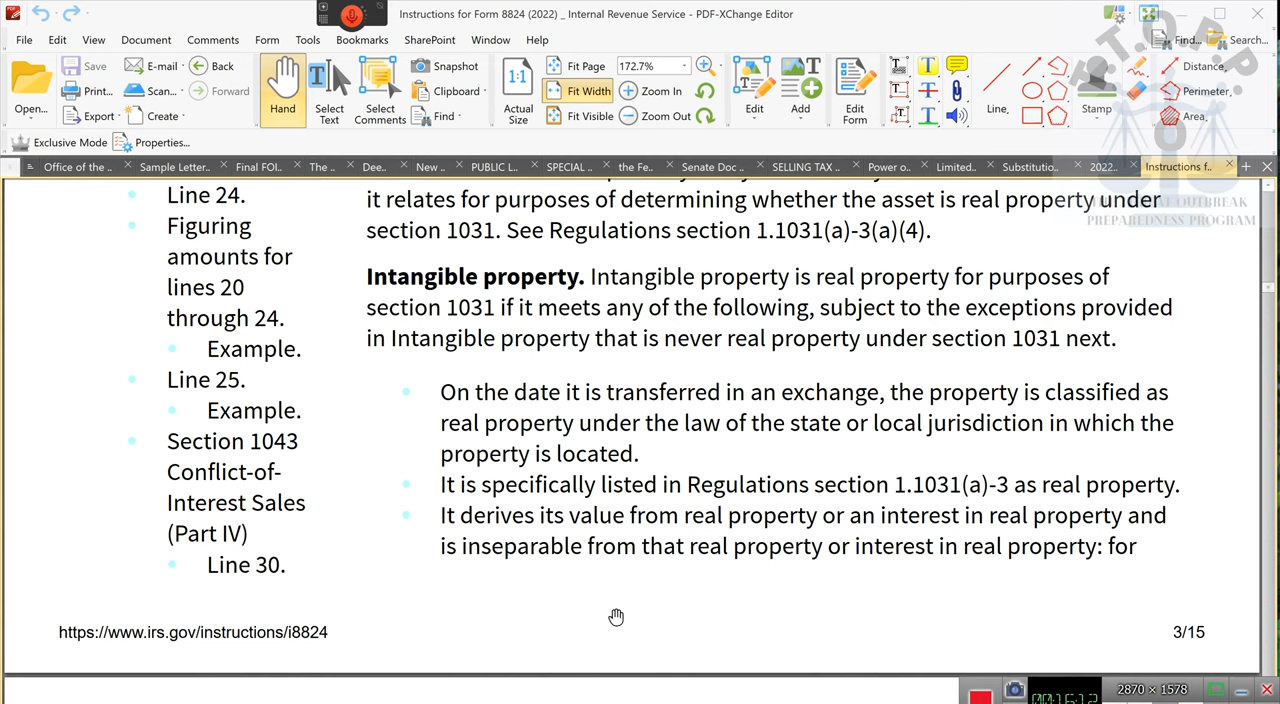 Instructions for Form 8824 (2022) _ Internal Revenue Service - PDF-XChange Editor
File Edit View Document Comments Form Tools Bookmarks SharePoint Window Help
Find... Search...
Open... Save Print... Export E-mail Scan... Create Back Forward
Hand Select Text Select Comments Snapshot Clipboard Find
1:1 Actual Size Fit Page Fit Width Fit Visible 172.7% Zoom In Zoom Out
Edit Add Edit Form Line, Stamp Distance, Perimeter, Area,
Exclusive Mode Properties...
Office of the .. Sample Letter.. Final FOI.. The .. Dee.. New .. PUBLIC L.. SPECIAL .. the Fe.. Senate Doc .. SELLING TAX .. Power o.. Limited.. Substitutio.. 2022.. Instructions f..
T.O.P.P
PREPAREDNESS PROGRAM
Line 24.
Figuring
amounts for
lines 20
through 24.
Example.
Line 25.
Example.
Section 1043
Conflict-of-
Interest Sales
(Part IV)
Line 30.
it relates for purposes of determining whether the asset is real property under
section 1031. See Regulations section 1.1031(a)-3(a)(4).
Intangible property. Intangible property is real property for purposes of
section 1031 if it meets any of the following, subject to the exceptions provided
in Intangible property that is never real property under section 1031 next.
On the date it is transferred in an exchange, the property is classified as
real property under the law of the state or local jurisdiction in which the
property is located.
It is specifically listed in Regulations section 1.1031(a)-3 as real property.
It derives its value from real property or an interest in real property and
is inseparable from that real property or interest in real property: for
https://www.irs.gov/instructions/i8824
3/15
2870 × 1578